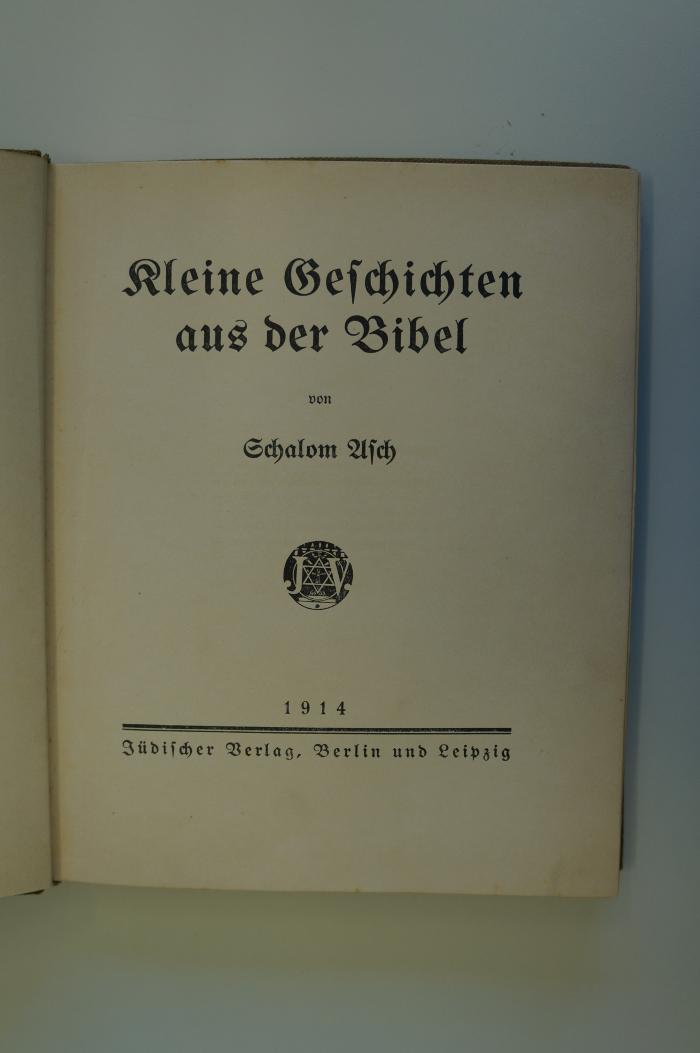 Kleine Geſchichten
aus der Bibel
von
Schalom Aſch
J.V.
1914
Jüdiſcher Verlag, Berlin und Leipzig